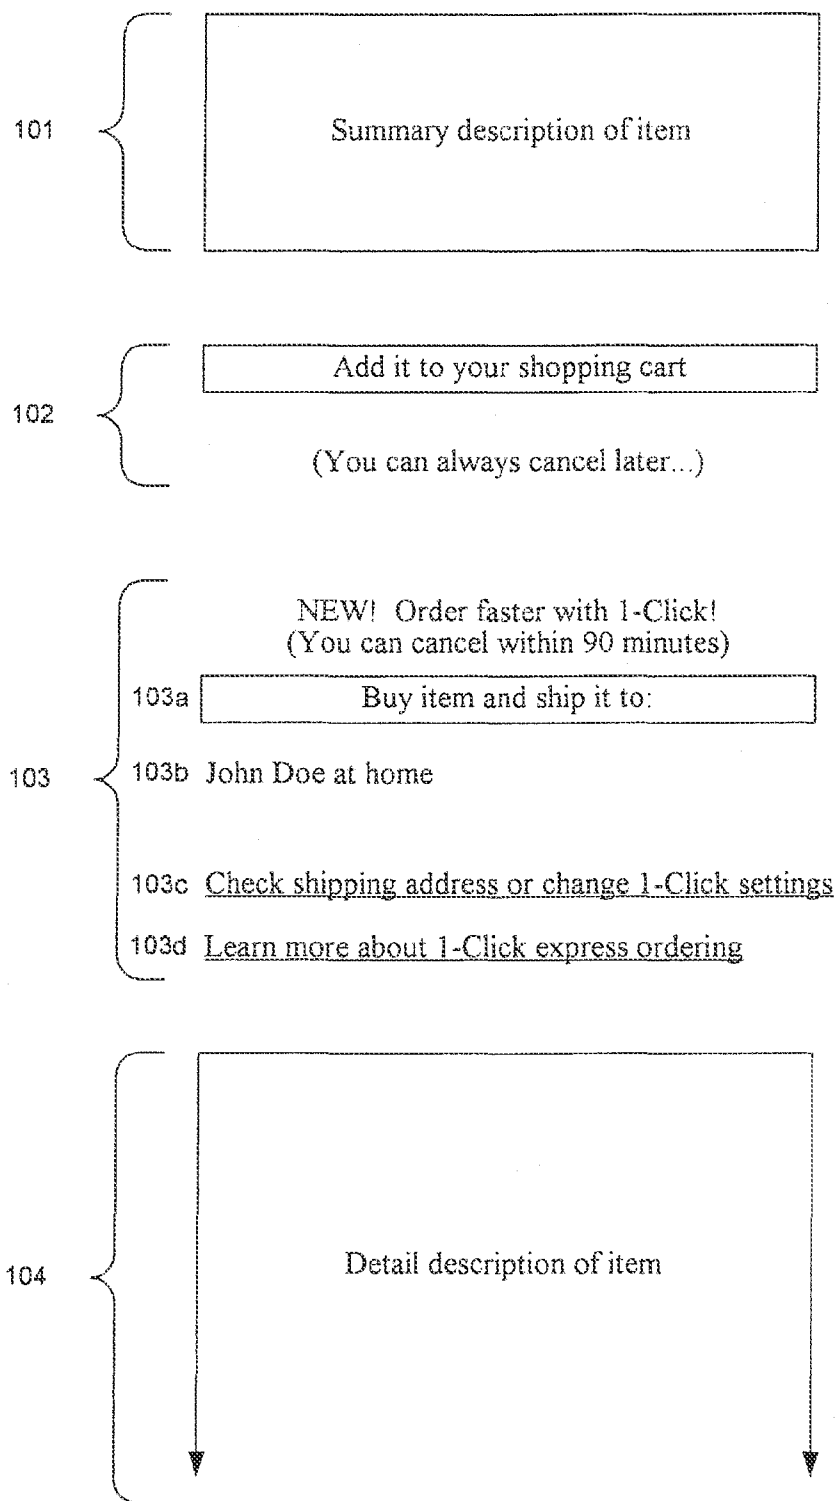 101
Summary description of item
Add it to your shopping cart
102
(You can always cancel later...)
NEW! Order faster with 1-Click!
(You can cancel within 90 minutes)
103a Buy item and ship it to:
103
103b John Doe at home
103c Check shipping address or change 1-Click settings
103d Learn more about 1-Click express ordering
104
Detail description of item